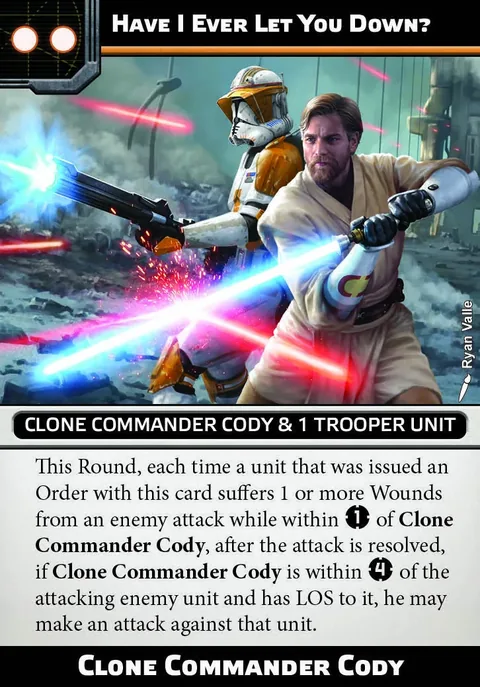 Have I Ever Let You Down?
Ryan Valle
CLONE COMMANDER CODY & 1 TROOPER UNIT
This Round, each time a unit that was issued an
Order with this card suffers 1 or more Wounds
from an enemy attack while within 1 of Clone
Commander Cody, after the attack is resolved,
if Clone Commander Cody is within 4 of the
attacking enemy unit and has LOS to it, he may
make an attack against that unit.
Clone Commander Cody